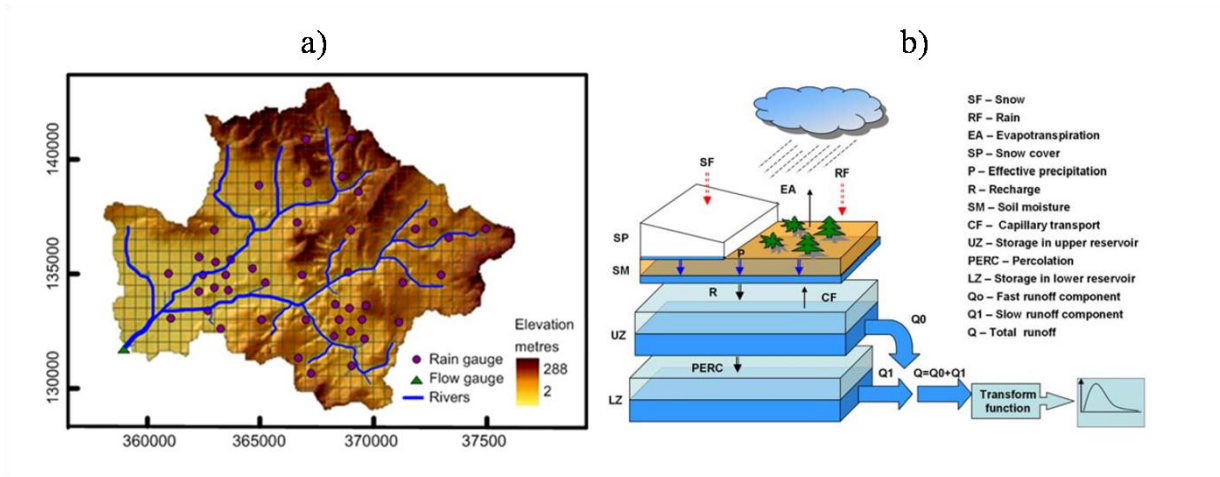 a)
b)
140000
135000
130000
360000
365000
370000
37500
Elevation
metres
288
2
Rain gauge
Flow gauge
Rivers
SF
RF
EA
SP
P
SM
R
CF
UZ
Q0
PERC
Q1
Q=Q0+Q1
LZ
Transform
function
SF – Snow
RF – Rain
EA – Evapotranspiration
SP – Snow cover
P – Effective precipitation
R – Recharge
SM – Soil moisture
CF – Capillary transport
UZ – Storage in upper reservoir
PERC – Percolation
LZ – Storage in lower reservoir
Qo – Fast runoff component
Q1 – Slow runoff component
Q – Total runoff